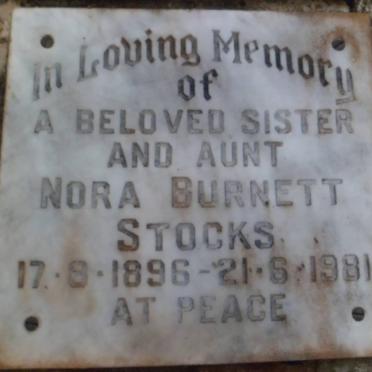 In Loving Memory
of
A BELOVED SISTER
AND AUNT
NORA BURNETT
STOCKS
17·8·1896-21·6·1981
AT PEACE